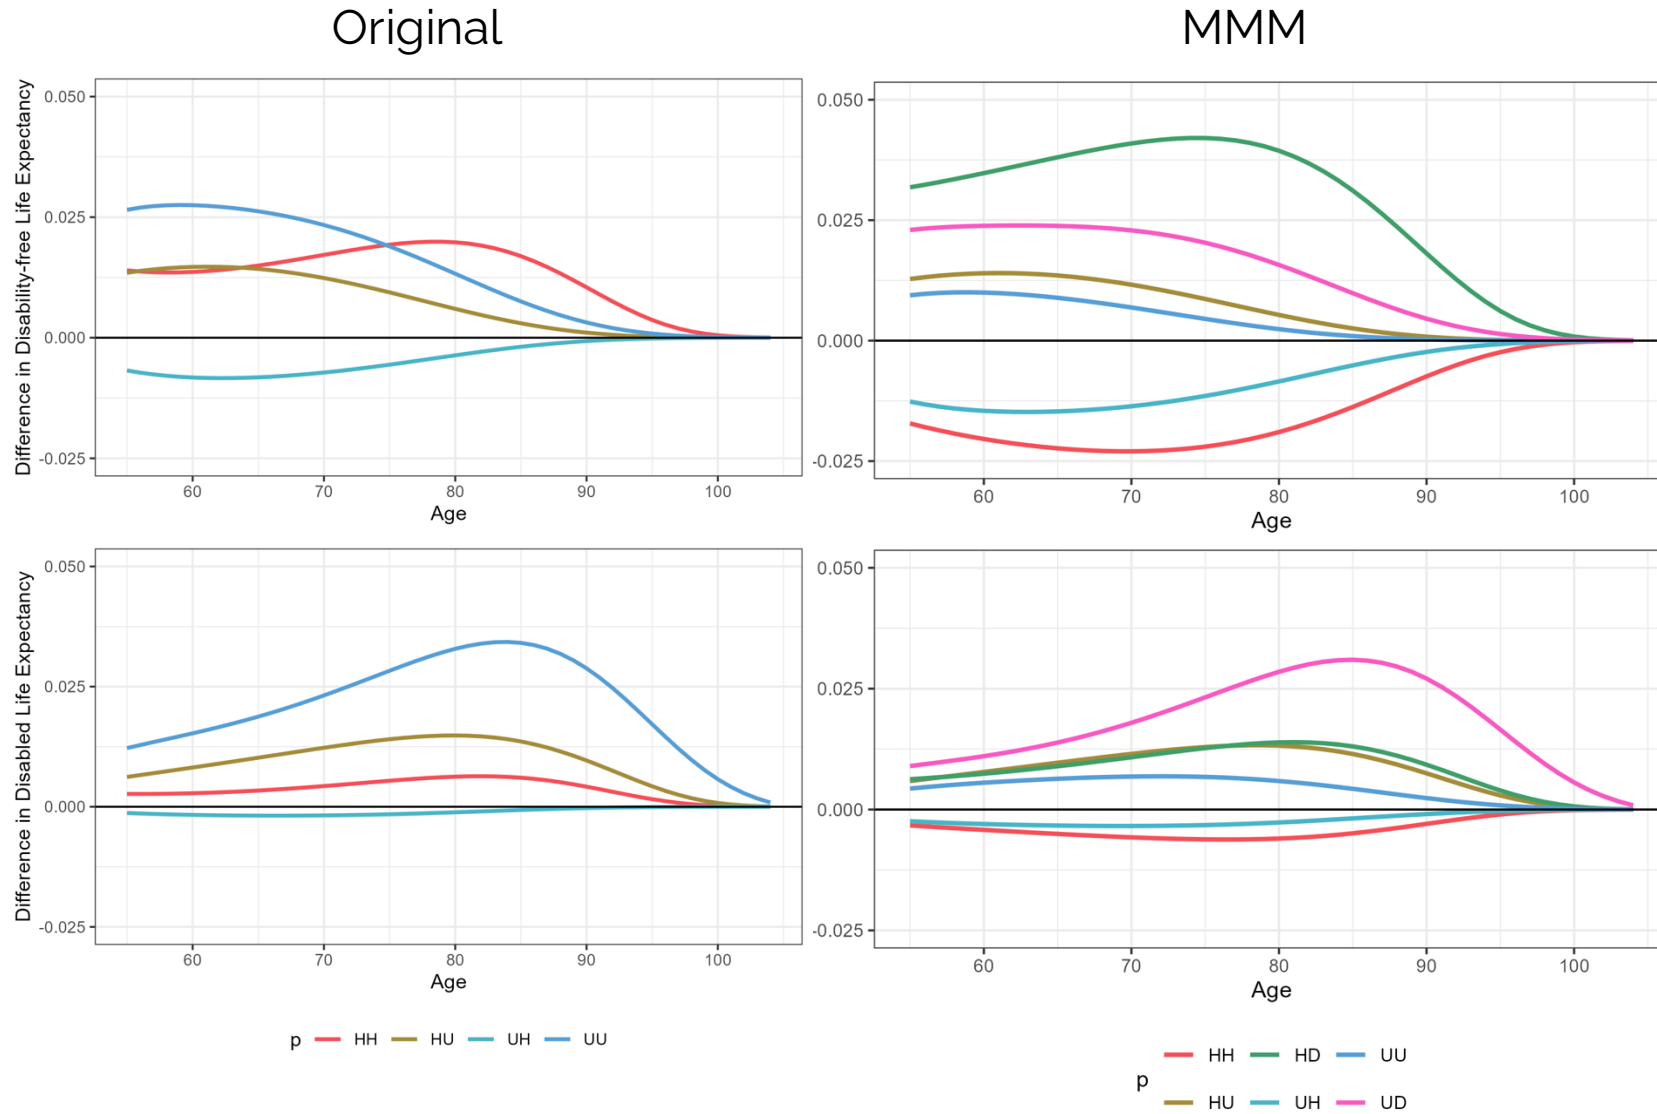 Original
MMM
Difference in Disability-free Life Expectancy
0.050
0.025
0.000
-0.025
60 70 80 90 100
Age
0.050
0.025
0.000
-0.025
60 70 80 90 100
Age
Difference in Disabled Life Expectancy
0.050
0.025
0.000
-0.025
60 70 80 90 100
Age
0.050
0.025
0.000
-0.025
60 70 80 90 100
Age
p HH HU UH UU
p
HH HD UU
HU UH UD